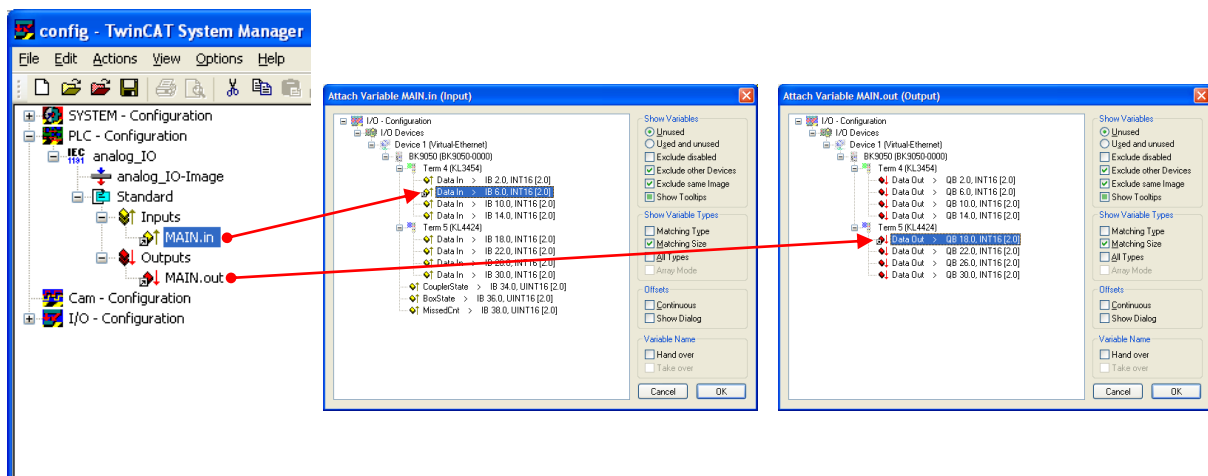 config - TwinCAT System Manager
File Edit Actions View Options Help
SYSTEM - Configuration
PLC - Configuration
IEC
1131
analog_IO
analog_IO-Image
Standard
Inputs
MAIN.in
Outputs
MAIN.out
Cam - Configuration
I/O - Configuration
Attach Variable MAIN.in (Input)
I/O - Configuration
I/O Devices
Device 1 (Virtual-Ethernet)
BK9050 (BK9050-0000)
Term 4 (KL3454)
Data In > IB 2.0, INT16 [2.0]
Data In > IB 6.0, INT16 [2.0]
Data In > IB 10.0, INT16 [2.0]
Data In > IB 14.0, INT16 [2.0]
Term 5 (KL4424)
Data In > IB 18.0, INT16 [2.0]
Data In > IB 22.0, INT16 [2.0]
Data In > IB 26.0, INT16 [2.0]
Data In > IB 30.0, INT16 [2.0]
CouplerState > IB 34.0, UINT16 [2.0]
BoxState > IB 36.0, UINT16 [2.0]
MissedCnt > IB 38.0, UINT16 [2.0]
Show Variables
Unused
Used and unused
Exclude disabled
Exclude other Devices
Exclude same Image
Show Tooltips
Show Variable Types
Matching Type
Matching Size
All Types
Array Mode
Offsets
Continuous
Show Dialog
Variable Name
Hand over
Take over
Cancel OK
Attach Variable MAIN.out (Output)
I/O - Configuration
I/O Devices
Device 1 (Virtual-Ethernet)
BK9050 (BK9050-0000)
Term 4 (KL3454)
Data Out > QB 2.0, INT16 [2.0]
Data Out > QB 6.0, INT16 [2.0]
Data Out > QB 10.0, INT16 [2.0]
Data Out > QB 14.0, INT16 [2.0]
Term 5 (KL4424)
Data Out > QB 18.0, INT16 [2.0]
Data Out > QB 22.0, INT16 [2.0]
Data Out > QB 26.0, INT16 [2.0]
Data Out > QB 30.0, INT16 [2.0]
Show Variables
Unused
Used and unused
Exclude disabled
Exclude other Devices
Exclude same Image
Show Tooltips
Show Variable Types
Matching Type
Matching Size
All Types
Array Mode
Offsets
Continuous
Show Dialog
Variable Name
Hand over
Take over
Cancel OK